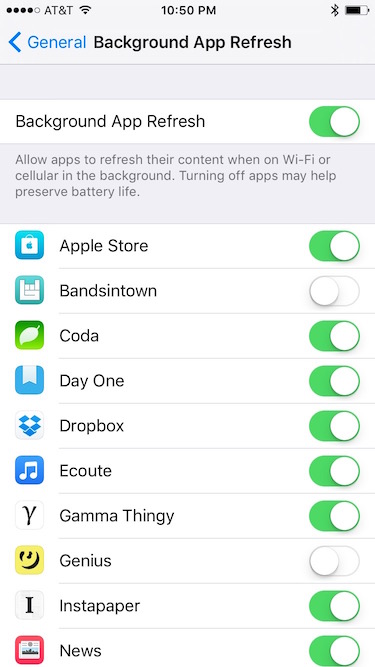 AT&T 10:50 PM
General Background App Refresh
Background App Refresh
Allow apps to refresh their content when on Wi-Fi or
cellular in the background. Turning off apps may help
preserve battery life.
Apple Store
Bandsintown
Coda
Day One
Dropbox
Ecoute
γ Gamma Thingy
Genius
I Instapaper
News